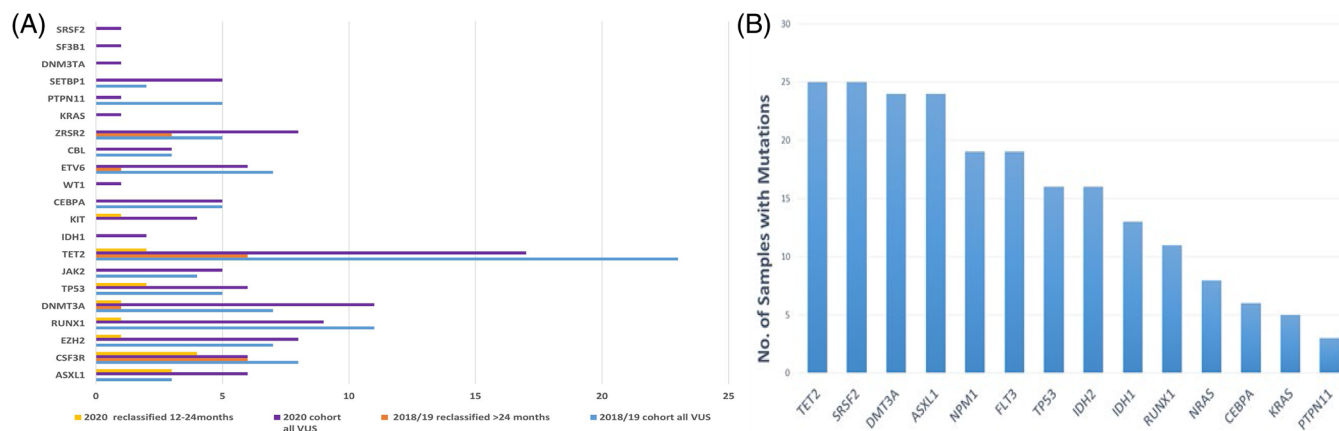 (A)
SRSF2
SF3B1
DNM3TA
SETBP1
PTPN11
KRAS
ZRSR2
CBL
ETV6
WT1
CEBPA
KIT
IDH1
TET2
JAK2
TP53
DNMT3A
RUNX1
EZH2
CSF3R
ASXL1
0 5 10 15 20 25
2020 reclassified 12-24months
2020 cohort
all VUS
2018/19 reclassified >24 months
2018/19 cohort all VUS
(B)
No. of Samples with Mutations
30
25
20
15
10
5
0
TET2 SRSF2 DMT3A ASXL1 NPM1 FLT3 TP53 IDH2 IDH1 RUNX1 NRAS CEBPA KRAS PTPN11